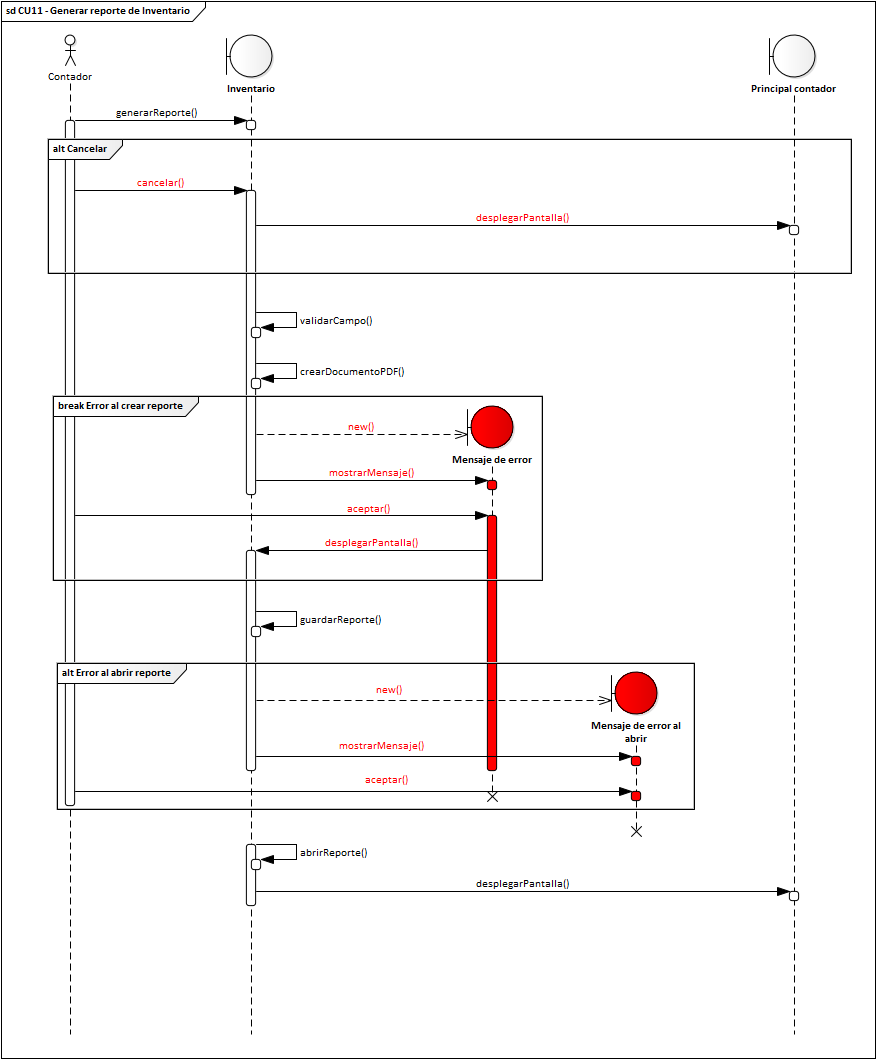 sd CU11 - Generar reporte de Inventario
Contador
Inventario
Principal contador
generarReporte()
alt Cancelar
cancelar()
desplegarPantalla()
validarCampo()
crearDocumentoPDF()
break Error al crear reporte
new()
Mensaje de error
mostrarMensaje()
aceptar()
desplegarPantalla()
guardarReporte()
alt Error al abrir reporte
new()
Mensaje de error al
abrir
mostrarMensaje()
aceptar()
abrirReporte()
desplegarPantalla()